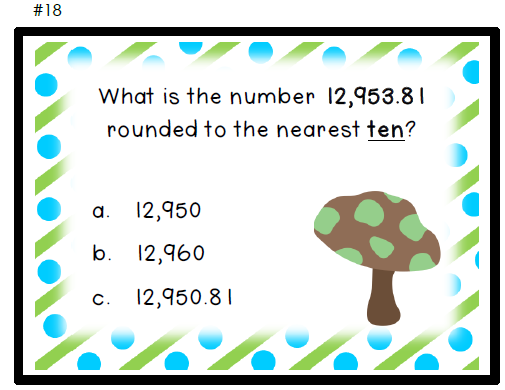 #18
What is the number 12,953.81
rounded to the nearest ten?
a. 12,950
b. 12,960
c. 12,950.81